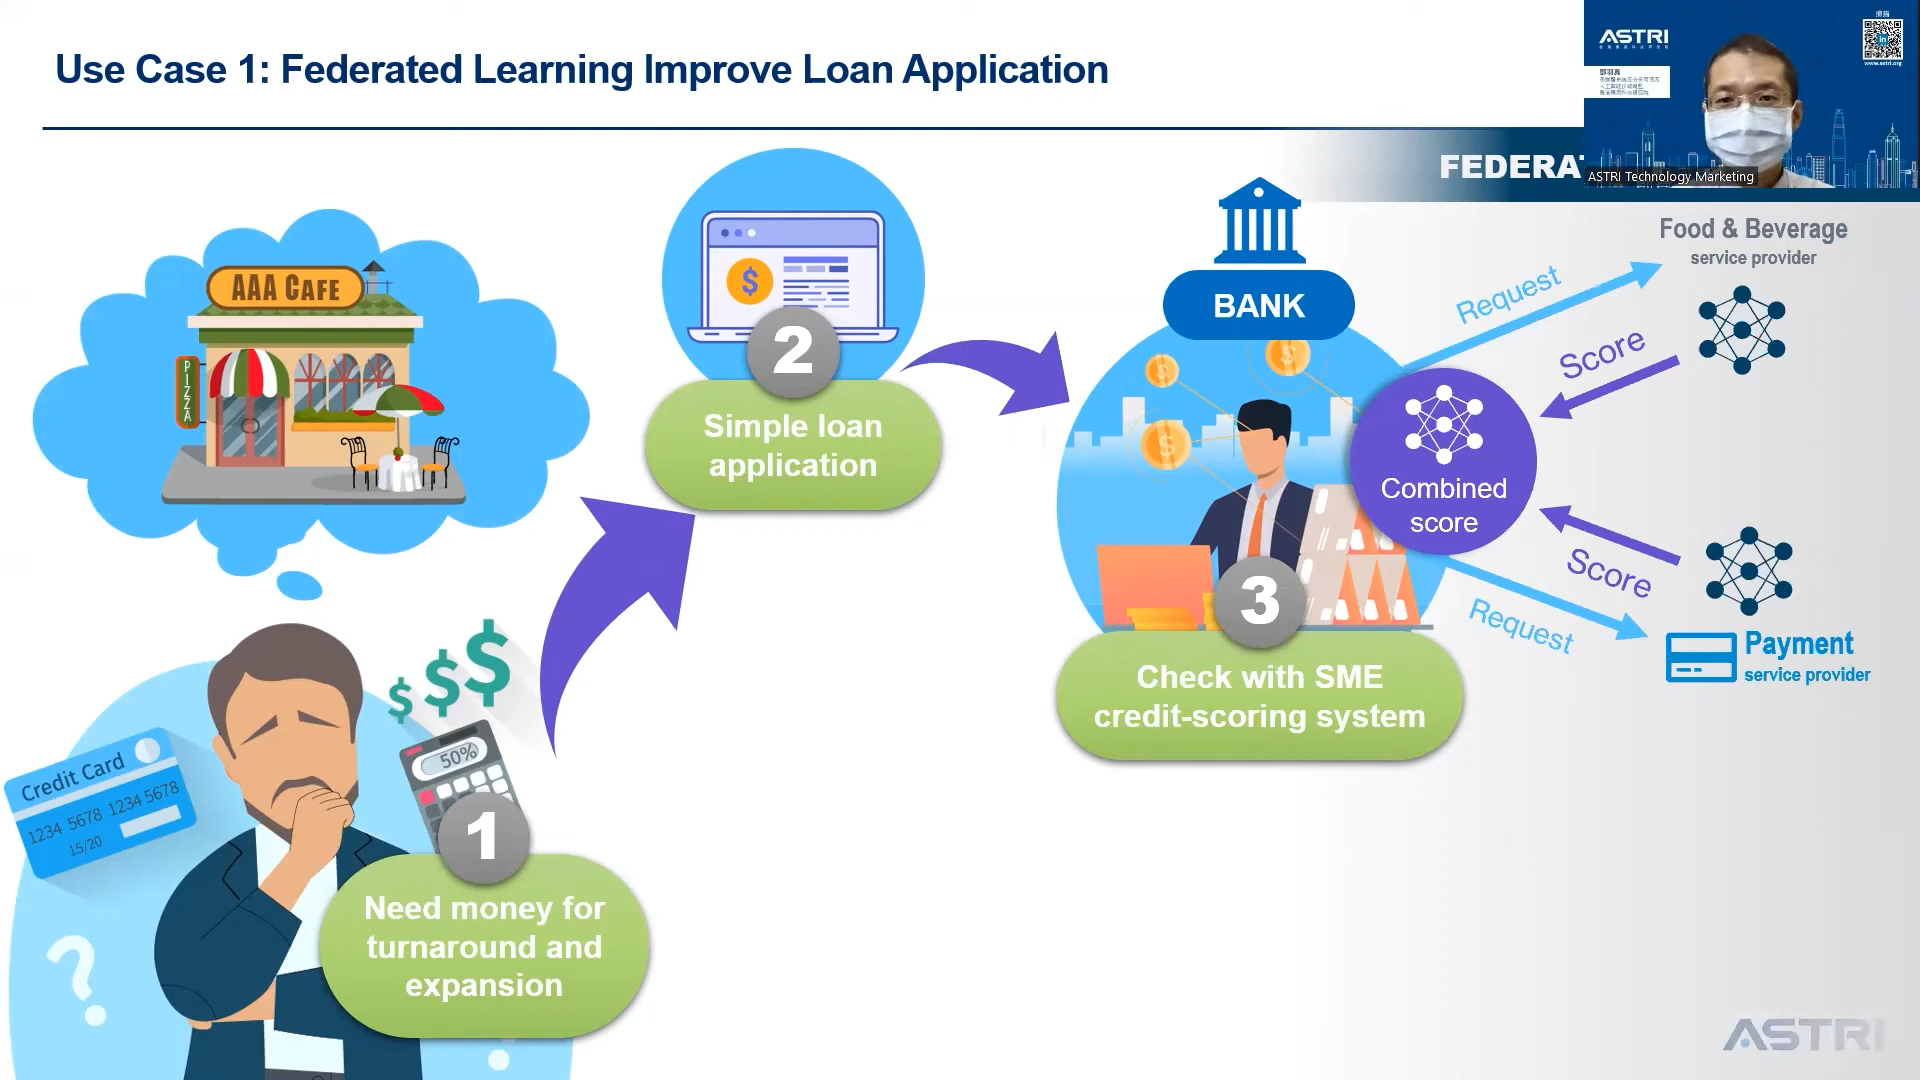 Use Case 1: Federated Learning Improve Loan Application
ASTRI
www.astri.org
ASTRI Technology Marketing
FEDERA
AAA CAFE
PIZZA
2
Simple loan
application
BANK
Combined
score
3
Check with SME
credit-scoring system
Request
Score
Food & Beverage
service provider
Score
Request
Payment
service provider
Credit Card
1234 5678 1234 5678
15/20
$ $ $
50%
1
Need money for
turnaround and
expansion
?
ASTRI